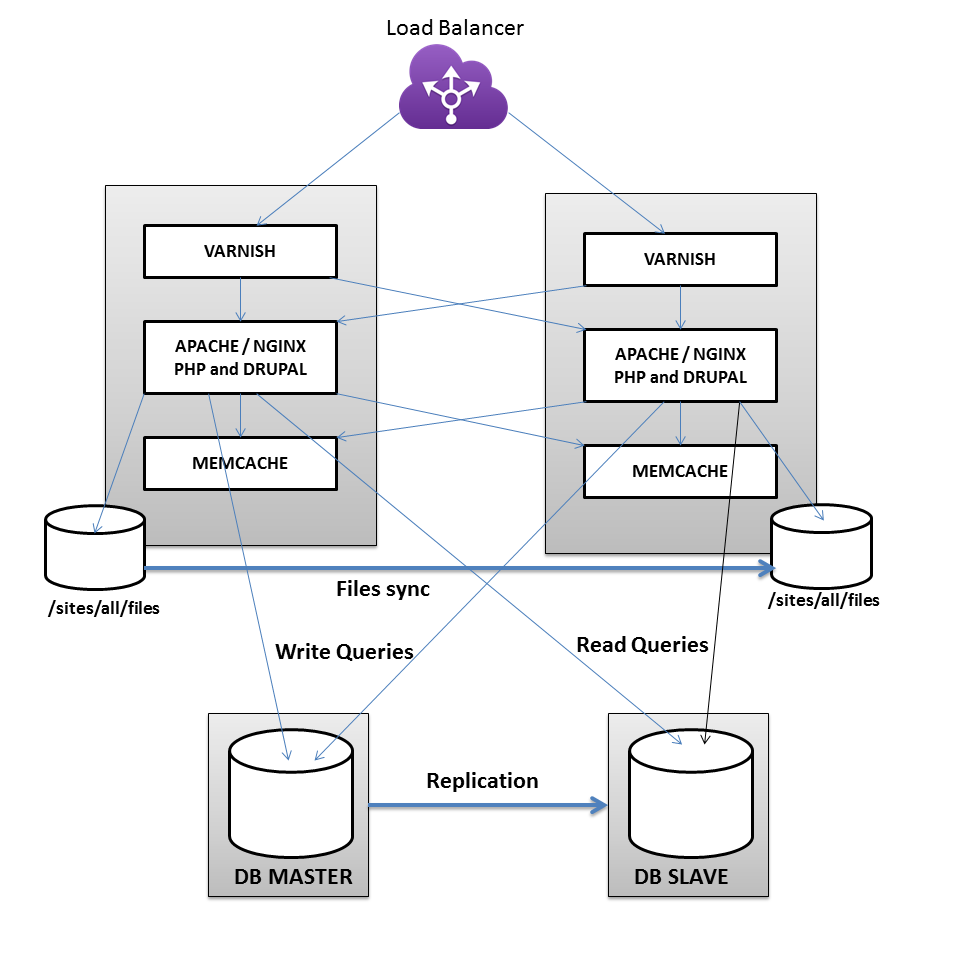 Load Balancer
VARNISH
VARNISH
APACHE / NGINX
PHP and DRUPAL
APACHE / NGINX
PHP and DRUPAL
MEMCACHE
MEMCACHE
/sites/all/files
Files sync
/sites/all/files
Write Queries
Read Queries
Replication
DB MASTER
DB SLAVE